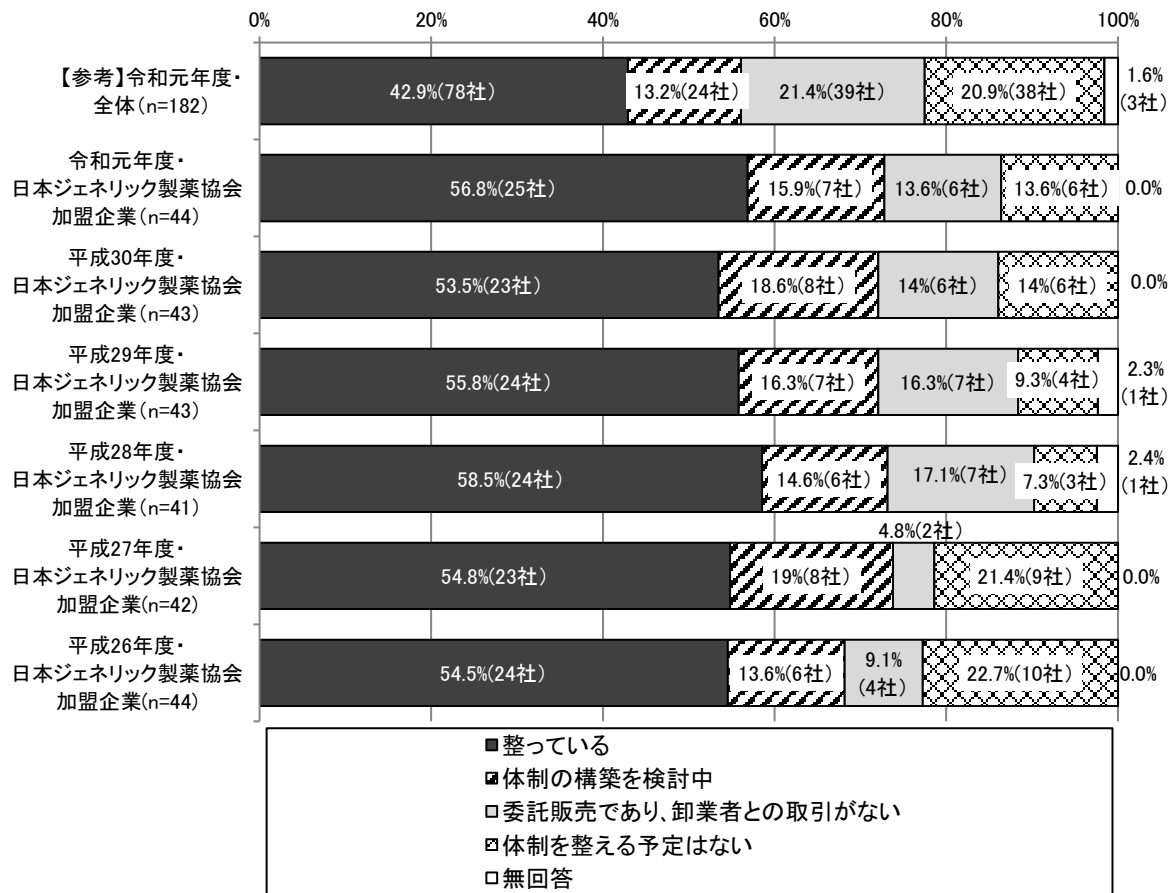 0% 20% 40% 60% 80% 100%
【参考】令和元年度・
全体(n=182)
42.9%(78社) 13.2%(24社) 21.4%(39社) 20.9%(38社) 1.6%
(3社)
令和元年度・
日本ジェネリック製薬協会
加盟企業(n=44)
56.8%(25社) 15.9%(7社) 13.6%(6社) 13.6%(6社) 0.0%
平成30年度・
日本ジェネリック製薬協会
加盟企業(n=43)
53.5%(23社) 18.6%(8社) 14%(6社) 14%(6社) 0.0%
平成29年度・
日本ジェネリック製薬協会
加盟企業(n=43)
55.8%(24社) 16.3%(7社) 16.3%(7社) 9.3%(4社) 2.3%
(1社)
平成28年度・
日本ジェネリック製薬協会
加盟企業(n=41)
58.5%(24社) 14.6%(6社) 17.1%(7社) 7.3%(3社) 2.4%
(1社)
平成27年度・
日本ジェネリック製薬協会
加盟企業(n=42)
54.8%(23社) 19%(8社) 4.8%(2社) 21.4%(9社) 0.0%
平成26年度・
日本ジェネリック製薬協会
加盟企業(n=44)
54.5%(24社) 13.6%(6社) 9.1%
(4社) 22.7%(10社) 0.0%
整っている
体制の構築を検討中
委託販売であり、卸業者との取引がない
体制を整える予定はない
無回答